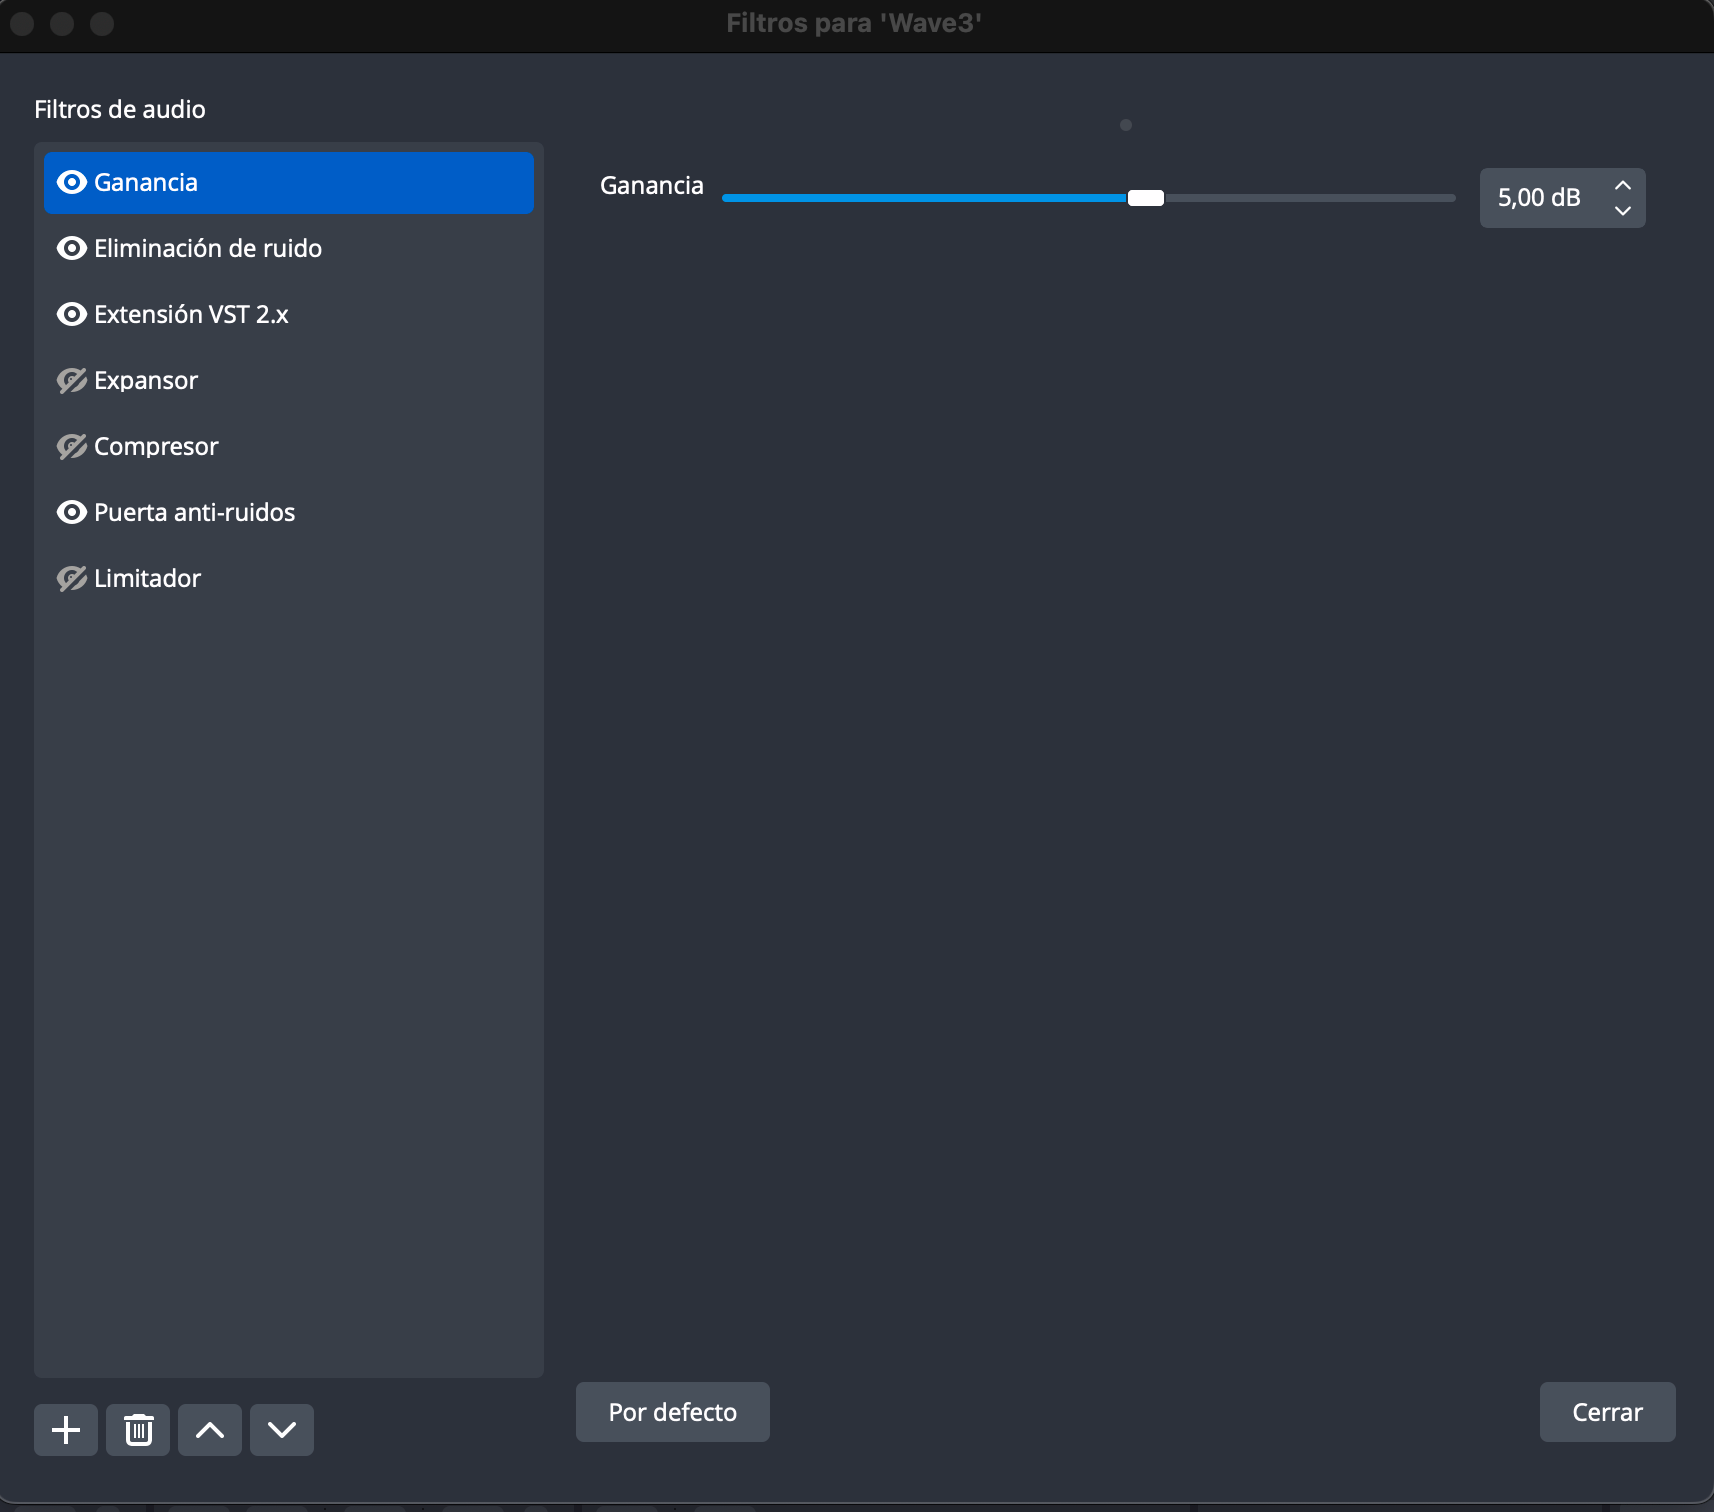 Filtros para 'Wave3'
Filtros de audio
Ganancia
Eliminación de ruido
Extensión VST 2.x
Expansor
Compresor
Puerta anti-ruidos
Limitador
Ganancia
5,00 dB
Por defecto
Cerrar